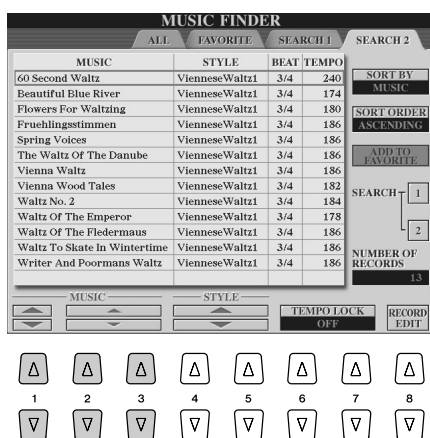 MUSIC FINDER
ALL FAVORITE SEARCH 1 SEARCH 2
MUSIC STYLE BEAT TEMPO
60 Second Waltz VienneseWaltz1 3/4 240
Beautiful Blue River VienneseWaltz1 3/4 174
Flowers For Waltzing VienneseWaltz1 3/4 180
Fruehlingsstimmen VienneseWaltz1 3/4 186
Spring Voices VienneseWaltz1 3/4 186
The Waltz Of The Danube VienneseWaltz1 3/4 186
Vienna Waltz VienneseWaltz1 3/4 186
Vienna Wood Tales VienneseWaltz1 3/4 182
Waltz No. 2 VienneseWaltz1 3/4 184
Waltz Of The Emperor VienneseWaltz1 3/4 178
Waltz Of The Fledermaus VienneseWaltz1 3/4 186
Waltz To Skate In Wintertime VienneseWaltz1 3/4 186
Writer And Poormans Waltz VienneseWaltz1 3/4 186
SORT BY
MUSIC
SORT ORDER
ASCENDING
ADD TO
FAVORITE
SEARCH 1
2
NUMBER OF
RECORDS
13
MUSIC STYLE
TEMPO LOCK
OFF
RECORD
EDIT
1 2 3 4 5 6 7 8